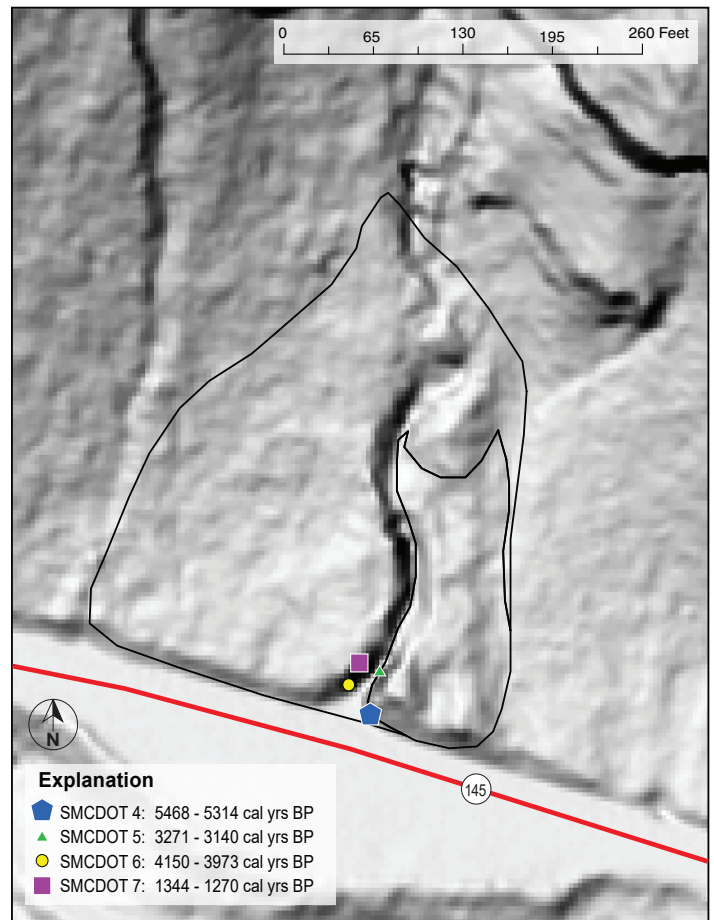 0 65 130 195 260 Feet
N
145
Explanation
SMCDOT 4: 5468 - 5314 cal yrs BP
SMCDOT 5: 3271 - 3140 cal yrs BP
SMCDOT 6: 4150 - 3973 cal yrs BP
SMCDOT 7: 1344 - 1270 cal yrs BP